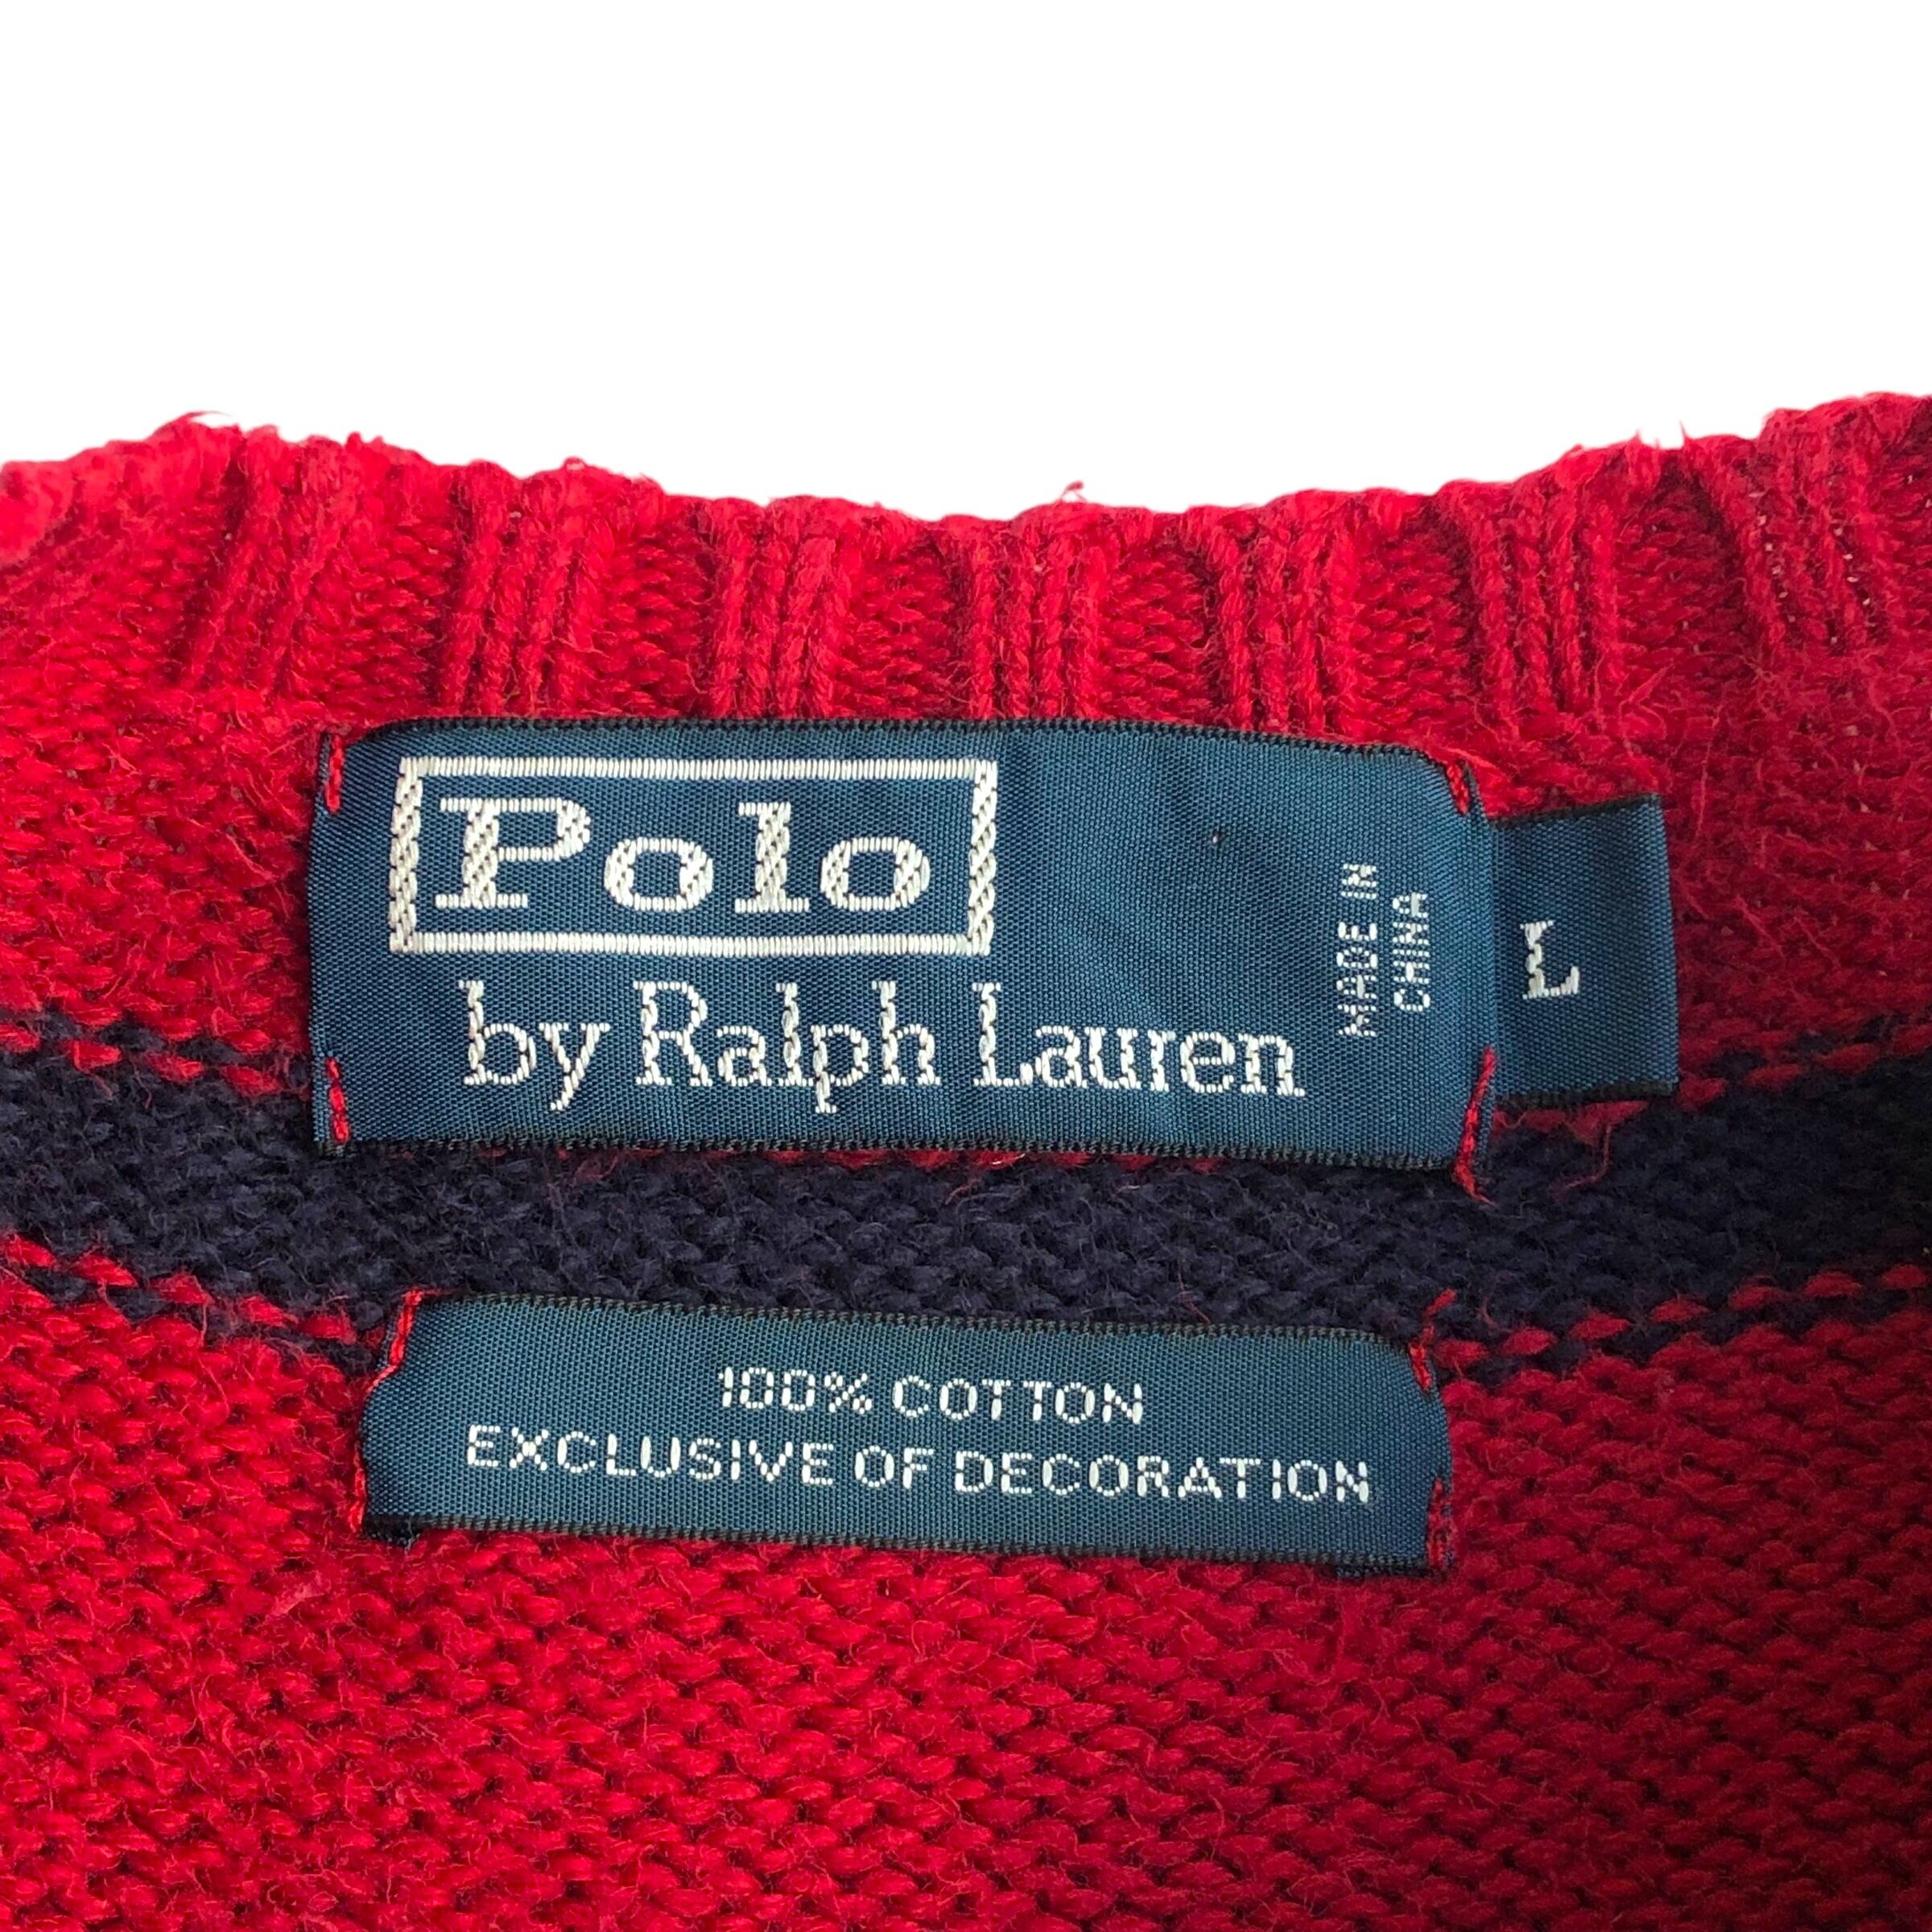 Polo
by Ralph Lauren
MADE IN
CHINA
L
100% COTTON
EXCLUSIVE OF DECORATION